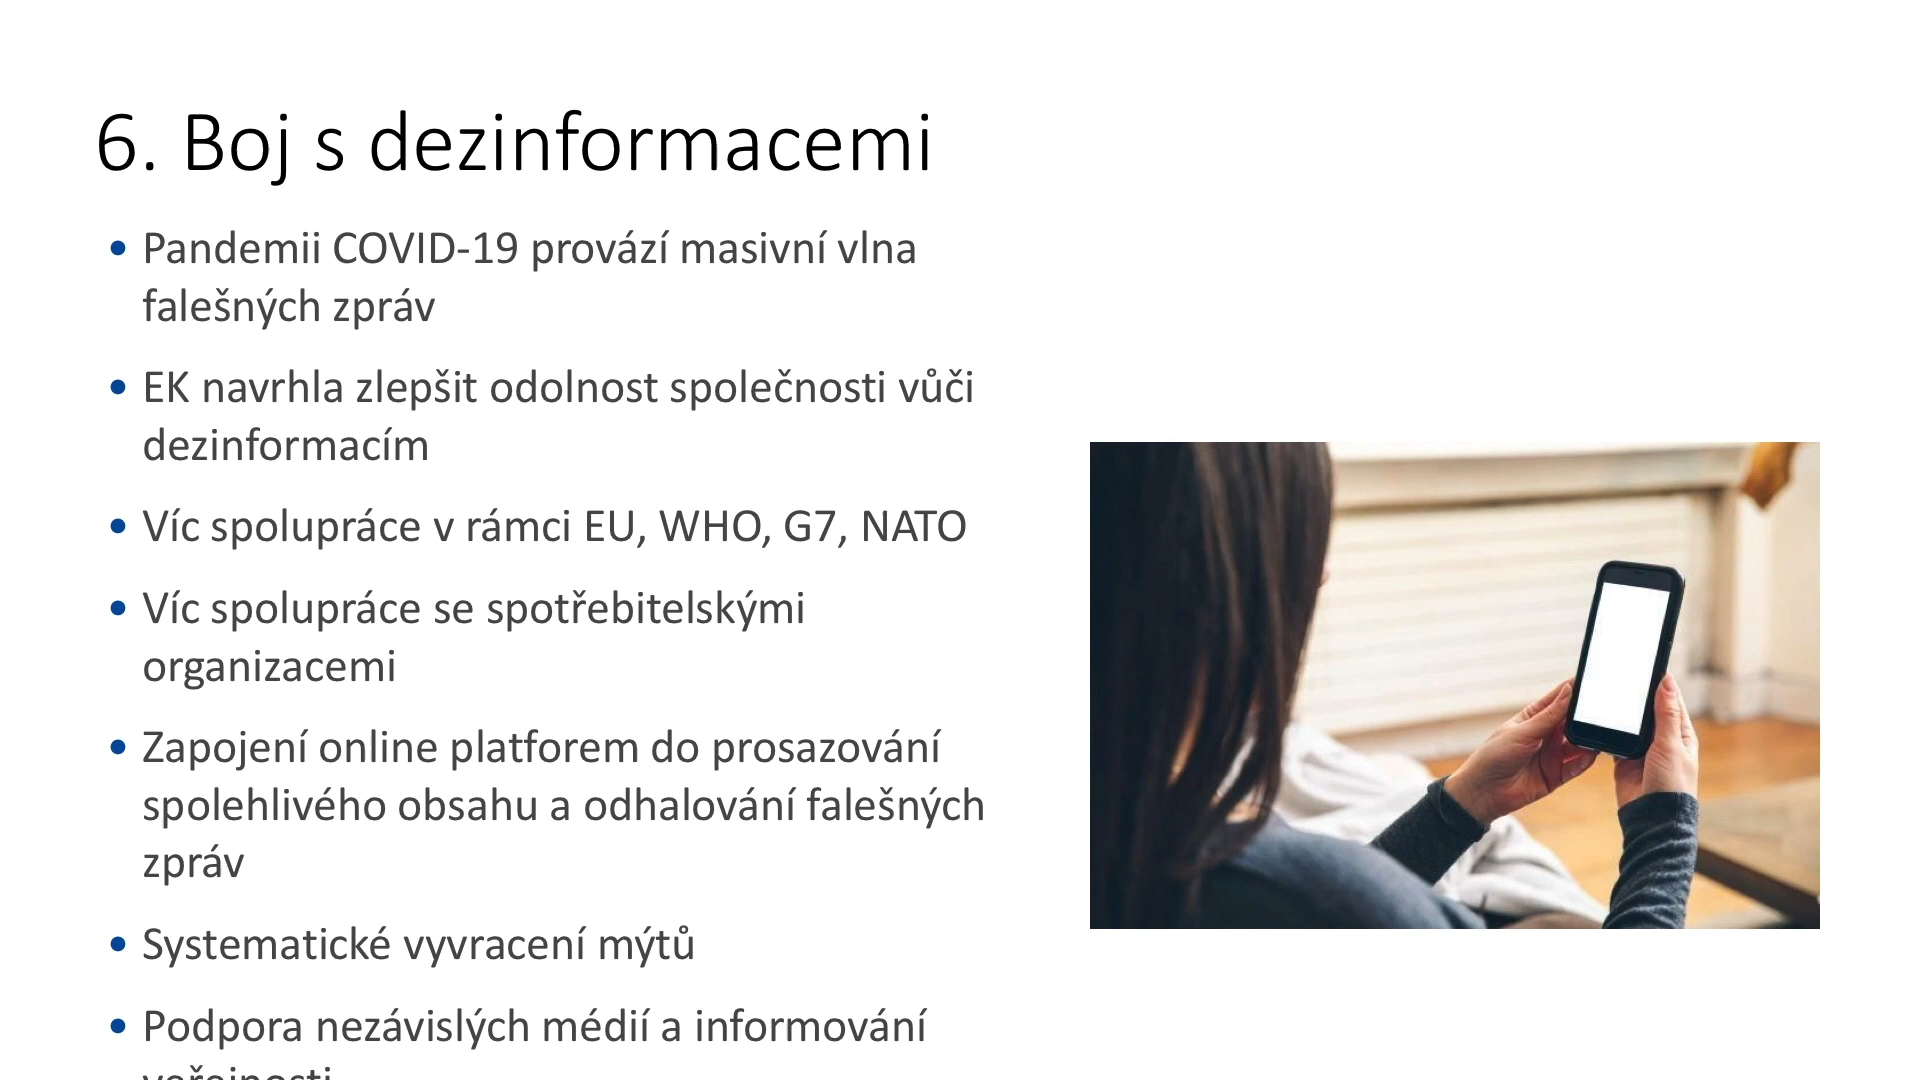 6. Boj s dezinformacemi
• Pandemii COVID-19 provází masivní vlna
falešných zpráv
• EK navrhla zlepšit odolnost společnosti vůči
dezinformacím
• Víc spolupráce v rámci EU, WHO, G7, NATO
• Víc spolupráce se spotřebitelskými
organizacemi
• Zapojení online platforem do prosazování
spolehlivého obsahu a odhalování falešných
zpráv
• Systematické vyvracení mýtů
• Podpora nezávislých médií a informování
veřejnosti